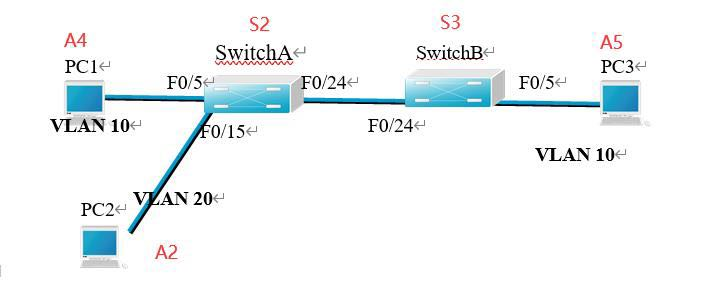 S2
S3
A4
SwitchA↵
SwitchB↵
A5
PC1↵
PC3↵
F0/5↵
F0/24↵
F0/5↵
VLAN 10↵
F0/15↵
F0/24↵
VLAN 10↵
VLAN 20↵
PC2↵
A2